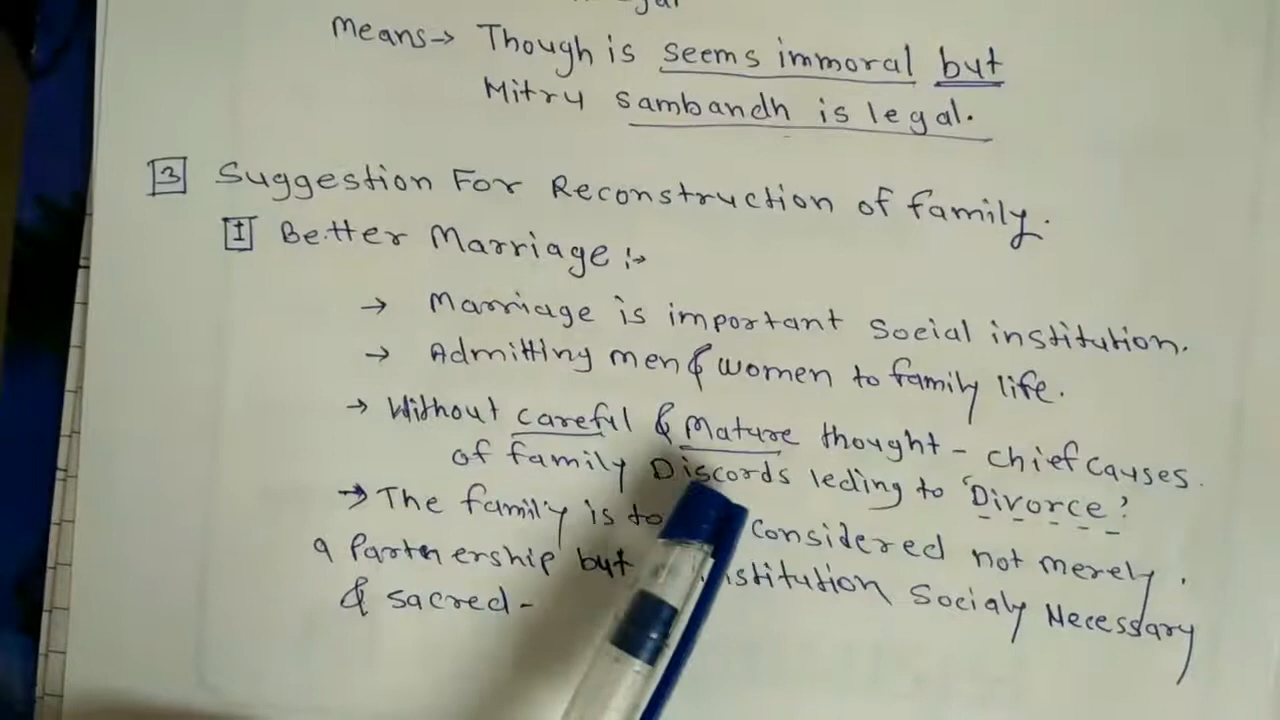 Means→ Though is seems immoral but
Mitry sambandh is legal.
3 Suggestion For Reconstruction of family.
I Better Marriage :→
→ Marriage is important Social institution.
→ Admitting men & women to family life.
→ Without careful & Mature thought - chief causes.
of family Discords leding to 'Divorce'
→ The family is to considered not merely.
a Partnership but Socialy Necessary
& sacred -